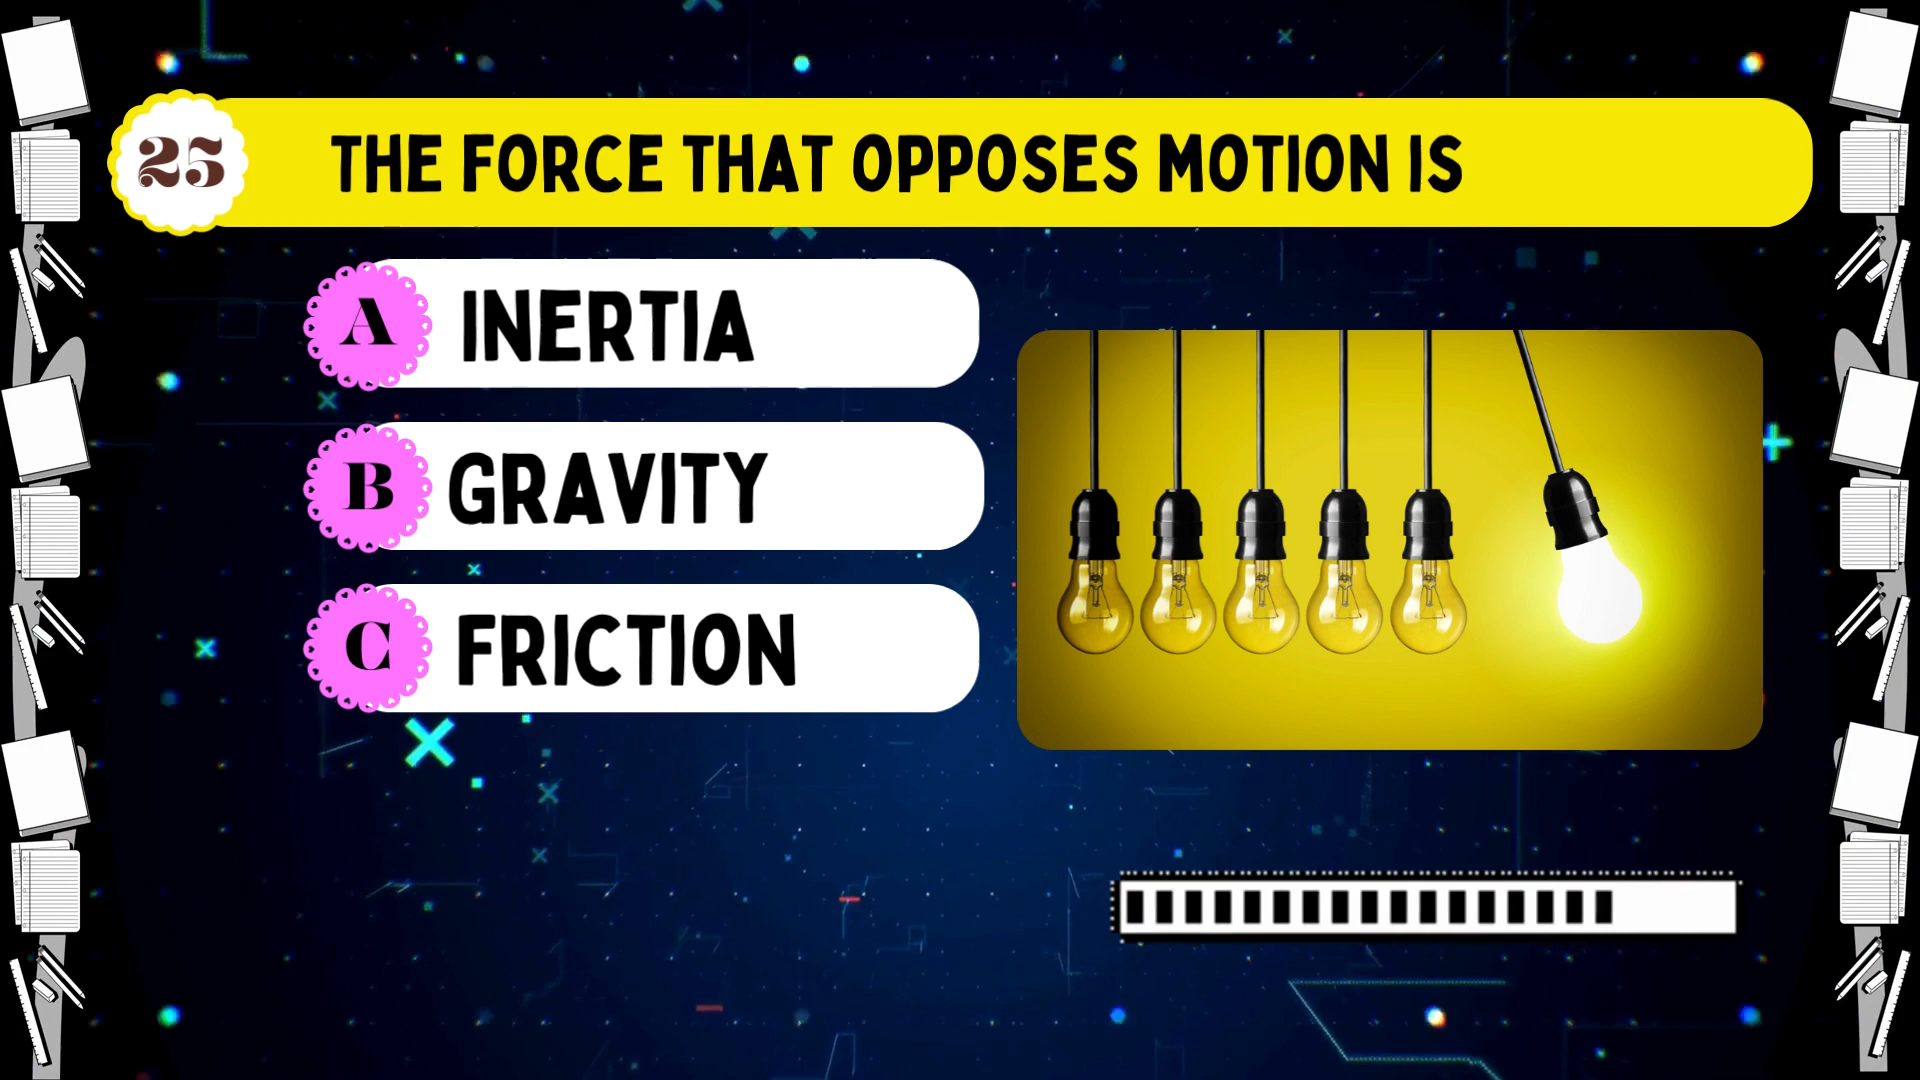 25
THE FORCE THAT OPPOSES MOTION IS
A INERTIA
B GRAVITY
C FRICTION